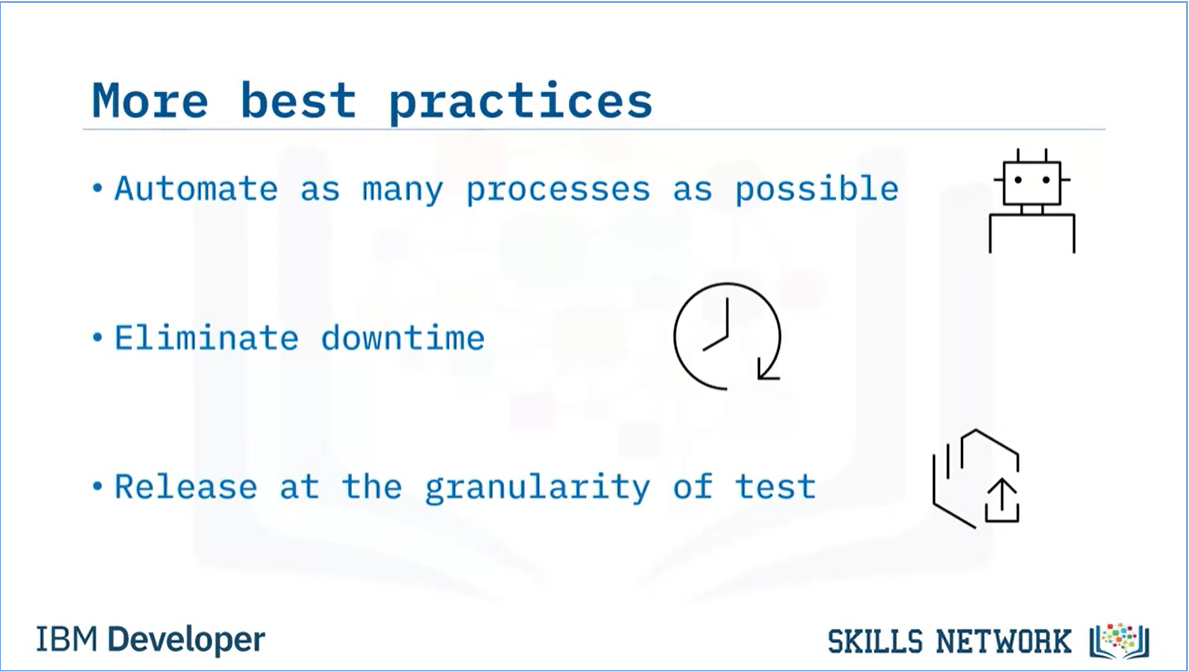 More best practices
• Automate as many processes as possible
• Eliminate downtime
• Release at the granularity of test
IBM Developer
SKILLS NETWORK